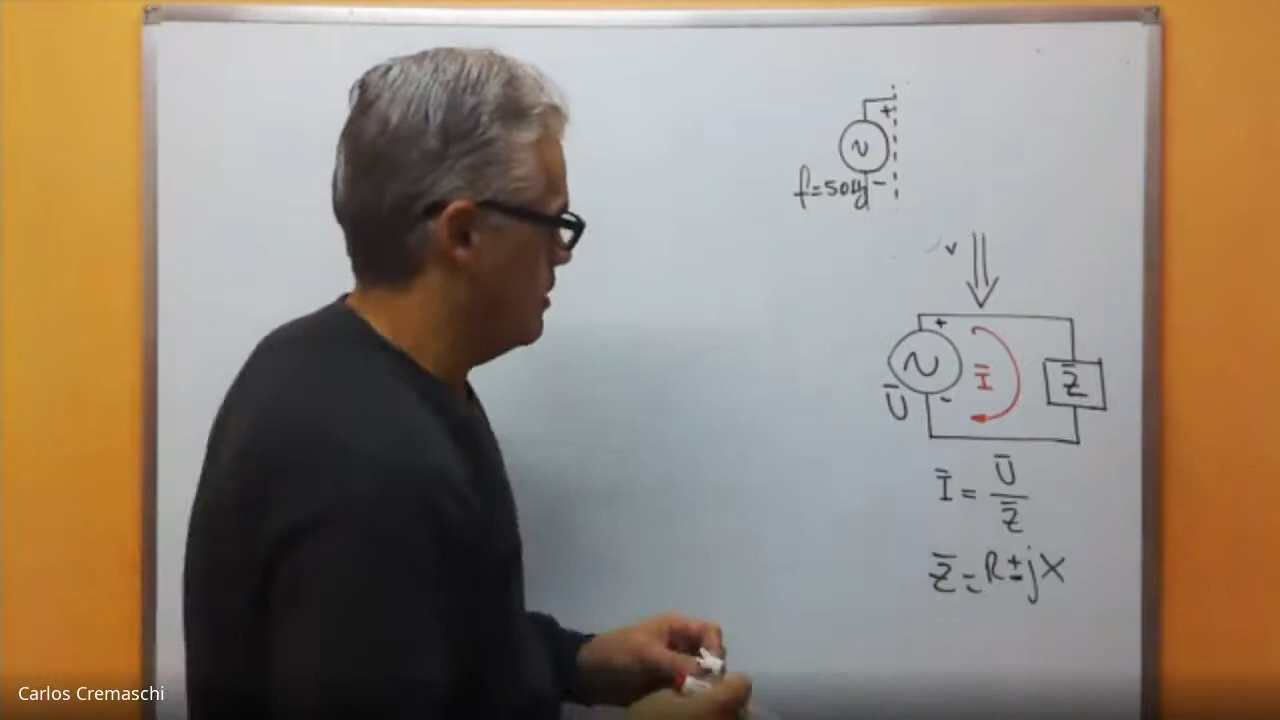 +
~
f=50Hz -
+
~ Ī Z̄
Ū -
Ī = Ū / Z̄
Z̄ = R ± jX
Carlos Cremaschi